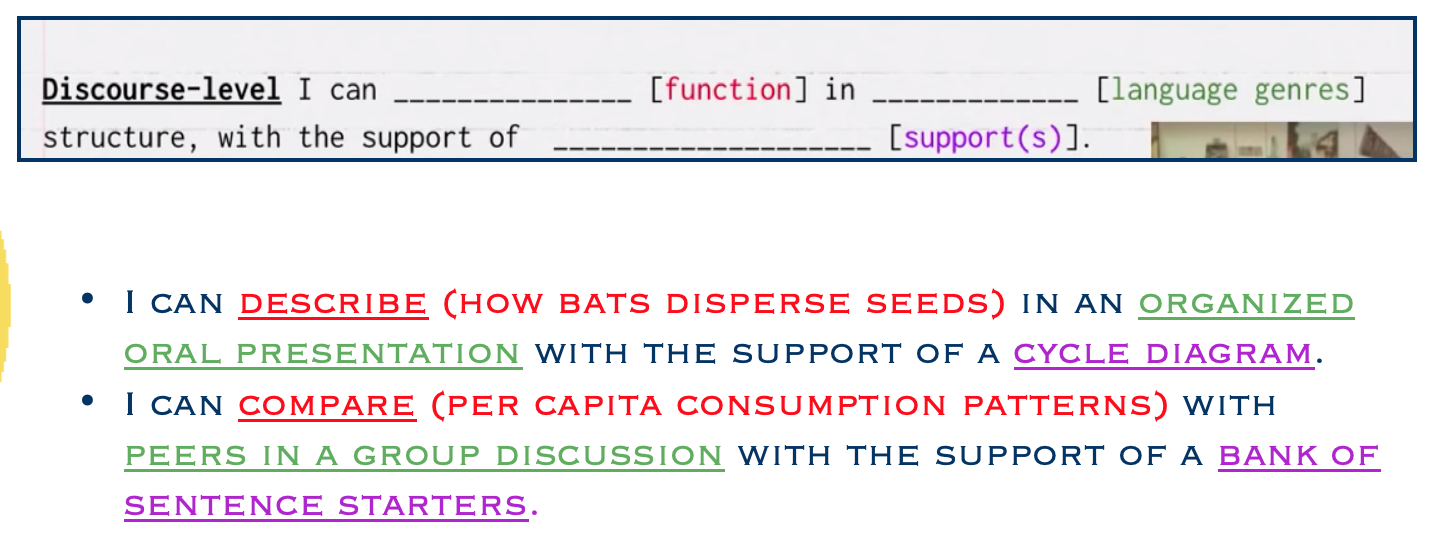 Discourse-level I can _______________ [function] in _____________ [language genres]
structure, with the support of ____________________ [support(s)].
• I CAN DESCRIBE (HOW BATS DISPERSE SEEDS) IN AN ORGANIZED
ORAL PRESENTATION WITH THE SUPPORT OF A CYCLE DIAGRAM.
• I CAN COMPARE (PER CAPITA CONSUMPTION PATTERNS) WITH
PEERS IN A GROUP DISCUSSION WITH THE SUPPORT OF A BANK OF
SENTENCE STARTERS.